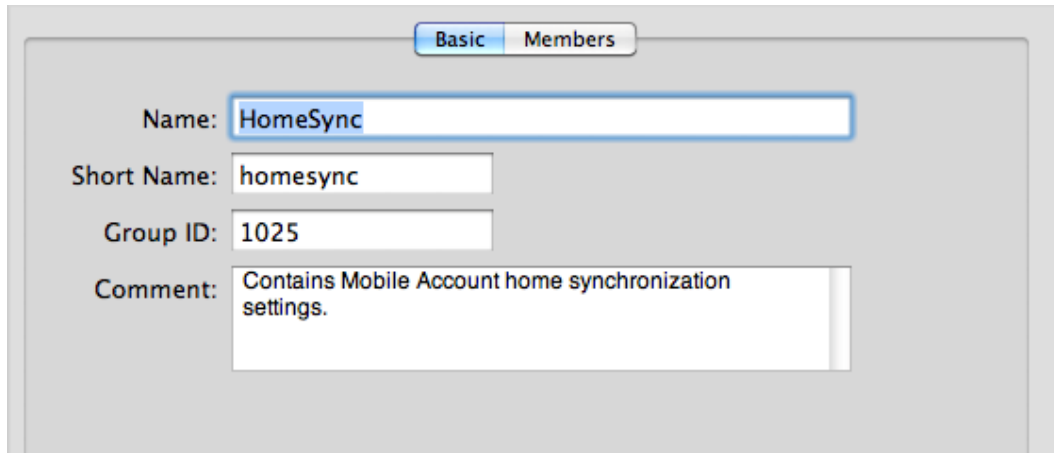 Basic Members
Name: HomeSync
Short Name: homesync
Group ID: 1025
Comment: Contains Mobile Account home synchronization
settings.